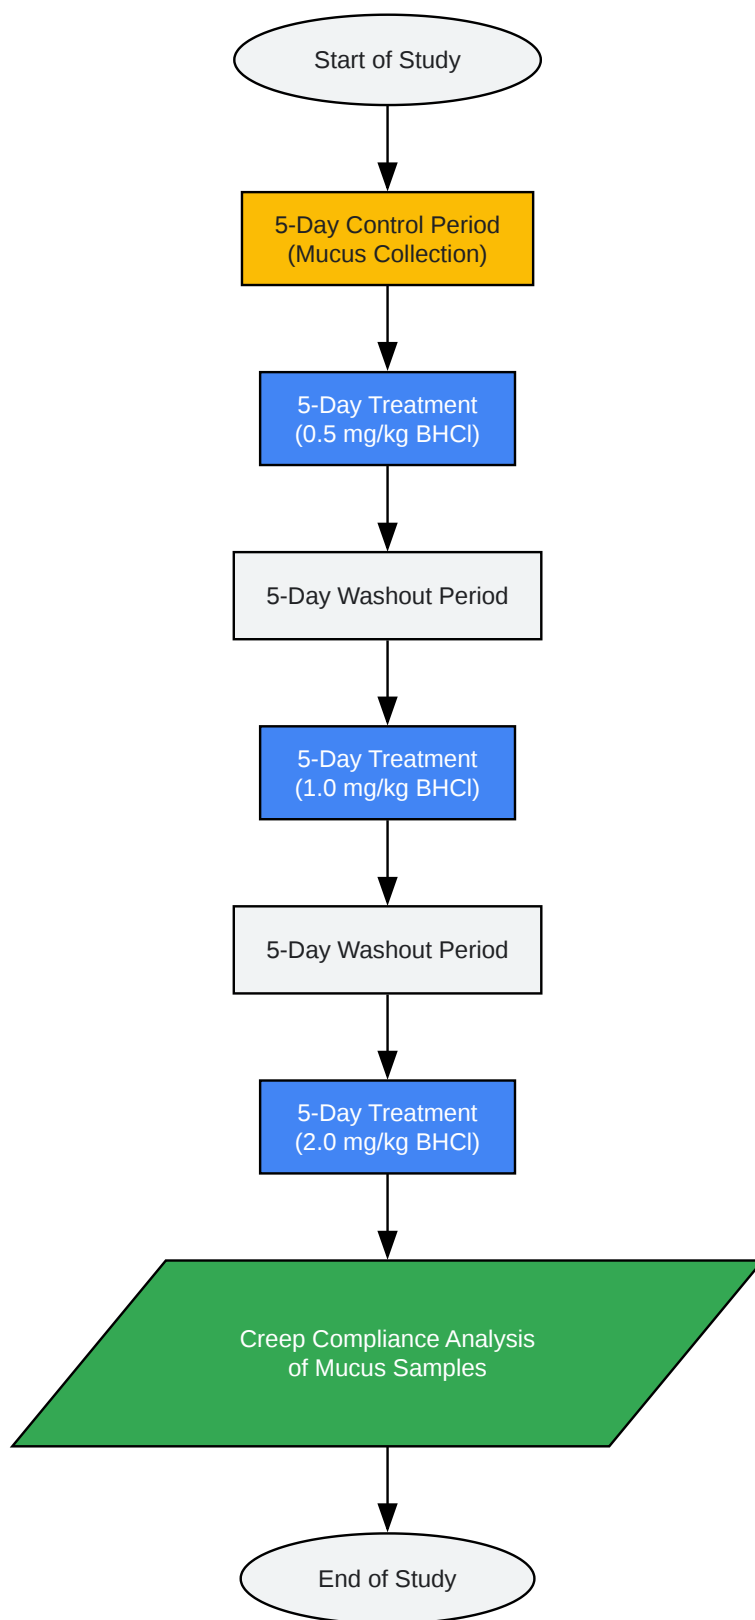 Start of Study
5-Day Control Period
(Mucus Collection)
5-Day Treatment
(0.5 mg/kg BHCl)
5-Day Washout Period
5-Day Treatment
(1.0 mg/kg BHCl)
5-Day Washout Period
5-Day Treatment
(2.0 mg/kg BHCl)
Creep Compliance Analysis
of Mucus Samples
End of Study